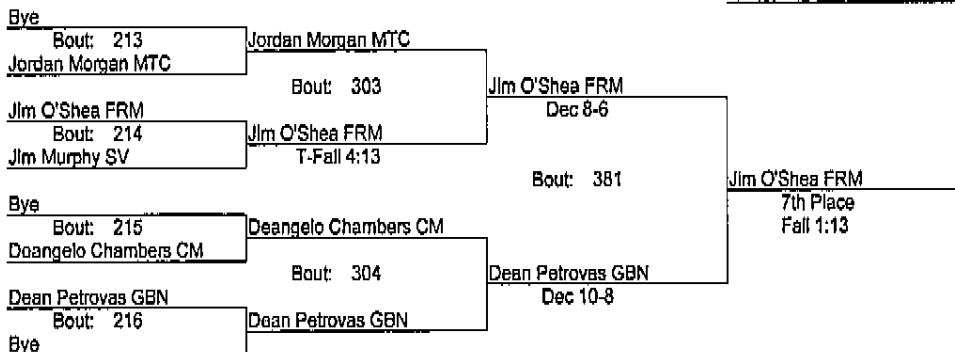 Bye
Bout: 213
Jordan Morgan MTC
Jordan Morgan MTC
Bout: 303
Jim O'Shea FRM
Bout: 214
Jim Murphy SV
Jim O'Shea FRM
T-Fall 4:13
Jim O'Shea FRM
Dec 8-6
Bout: 381
Jim O'Shea FRM
7th Place
Fall 1:13
Bye
Bout: 215
Doangelo Chambers CM
Deangelo Chambers CM
Bout: 304
Dean Petrovas GBN
Bout: 216
Bye
Dean Petrovas GBN
Dean Petrovas GBN
Dec 10-8